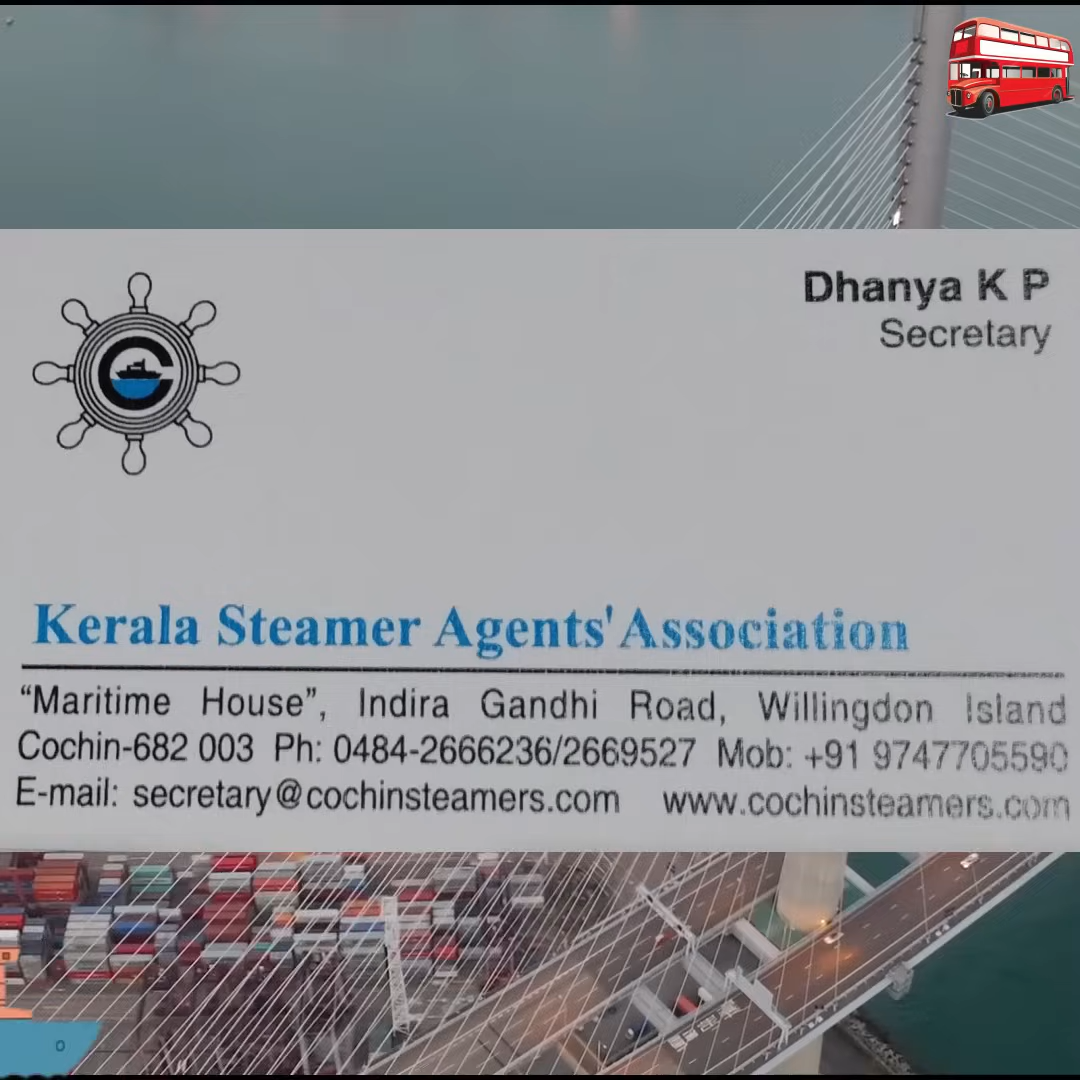 Dhanya K P
Secretary
Kerala Steamer Agents' Association
“Maritime House”, Indira Gandhi Road, Willingdon Island
Cochin-682 003 Ph: 0484-2666236/2669527 Mob: +91 9747705590
E-mail: secretary@cochinsteamers.com www.cochinsteamers.com